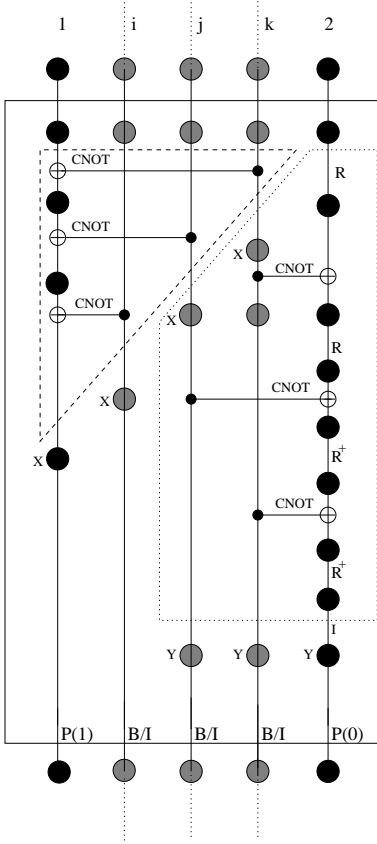 1 i j k 2
CNOT
R
CNOT
X CNOT
CNOT X
R
X CNOT
X R+
CNOT
R+
I
Y Y Y
P(1) B/I B/I B/I P(0)